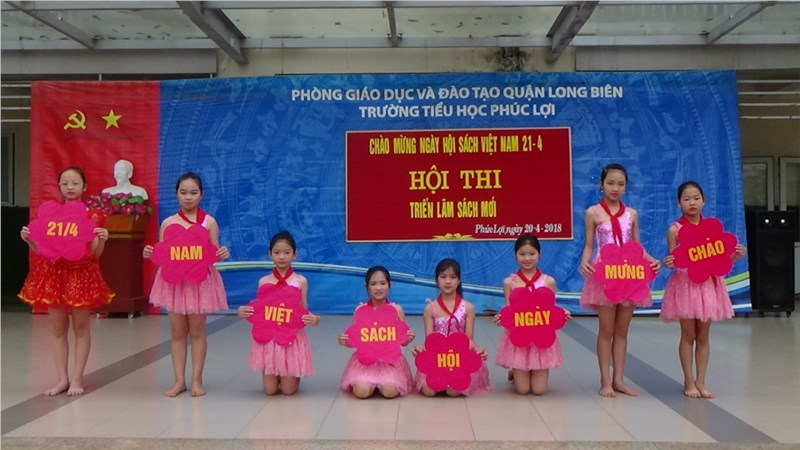 PHÒNG GIÁO DỤC VÀ ĐÀO TẠO QUẬN LONG BIÊN
TRƯỜNG TIỂU HỌC PHÚC LỢI
CHÀO MỪNG NGÀY HỘI SÁCH VIỆT NAM 21-4
HỘI THI
TRIỂN LÃM SÁCH MỚI
Phúc Lợi, ngày 20-4-2018
21/4
NAM
VIỆT
SÁCH
HỘI
NGÀY
MỪNG
CHÀO